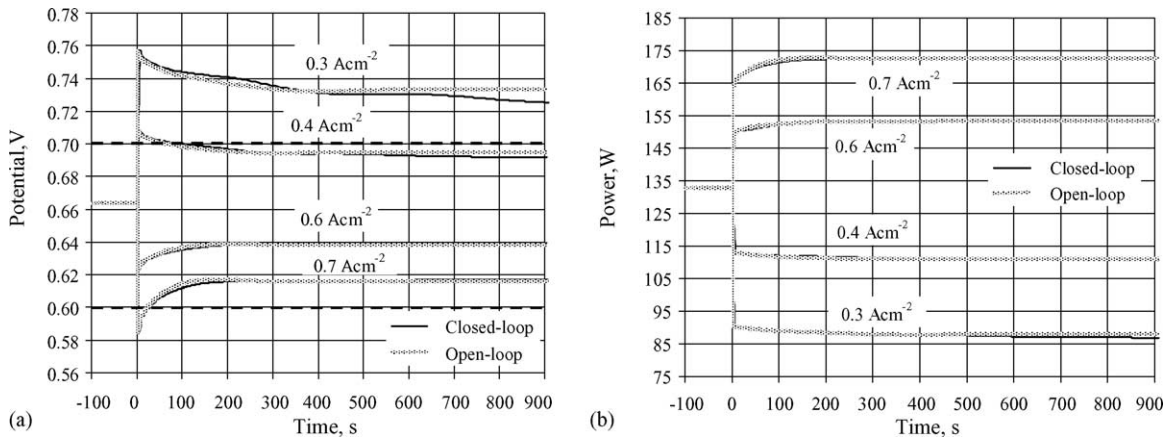 0.78
0.76
0.74
0.72
0.70
0.68
0.66
0.64
0.62
0.60
0.58
0.56
Potential,V
0.3 Acm-2
0.4 Acm-2
0.6 Acm-2
0.7 Acm-2
Closed-loop
Open-loop
-100 0 100 200 300 400 500 600 700 800 900
Time, s
(a)
185
175
165
155
145
135
125
115
105
95
85
75
Power,W
0.7 Acm-2
0.6 Acm-2
Closed-loop
Open-loop
0.4 Acm-2
0.3 Acm-2
-100 0 100 200 300 400 500 600 700 800 900
Time, s
(b)